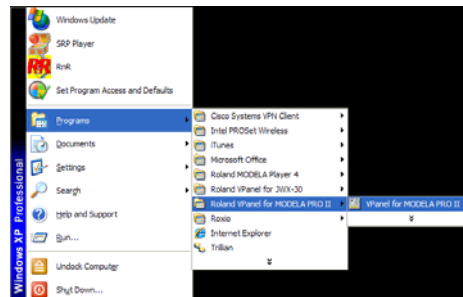 Windows Update
SRP Player
RnR
Set Program Access and Defaults
Programs
Documents
Settings
Search
Help and Support
Run...
Undock Computer
Shut Down...
Windows XP Professional
Cisco Systems VPN Client
Intel PROSet Wireless
iTunes
Microsoft Office
Roland MODELA Player 4
Roland VPanel for JWX-30
Roland VPanel for MODELA PRO II
Roxio
Internet Explorer
Trillian
VPanel for MODELA PRO II